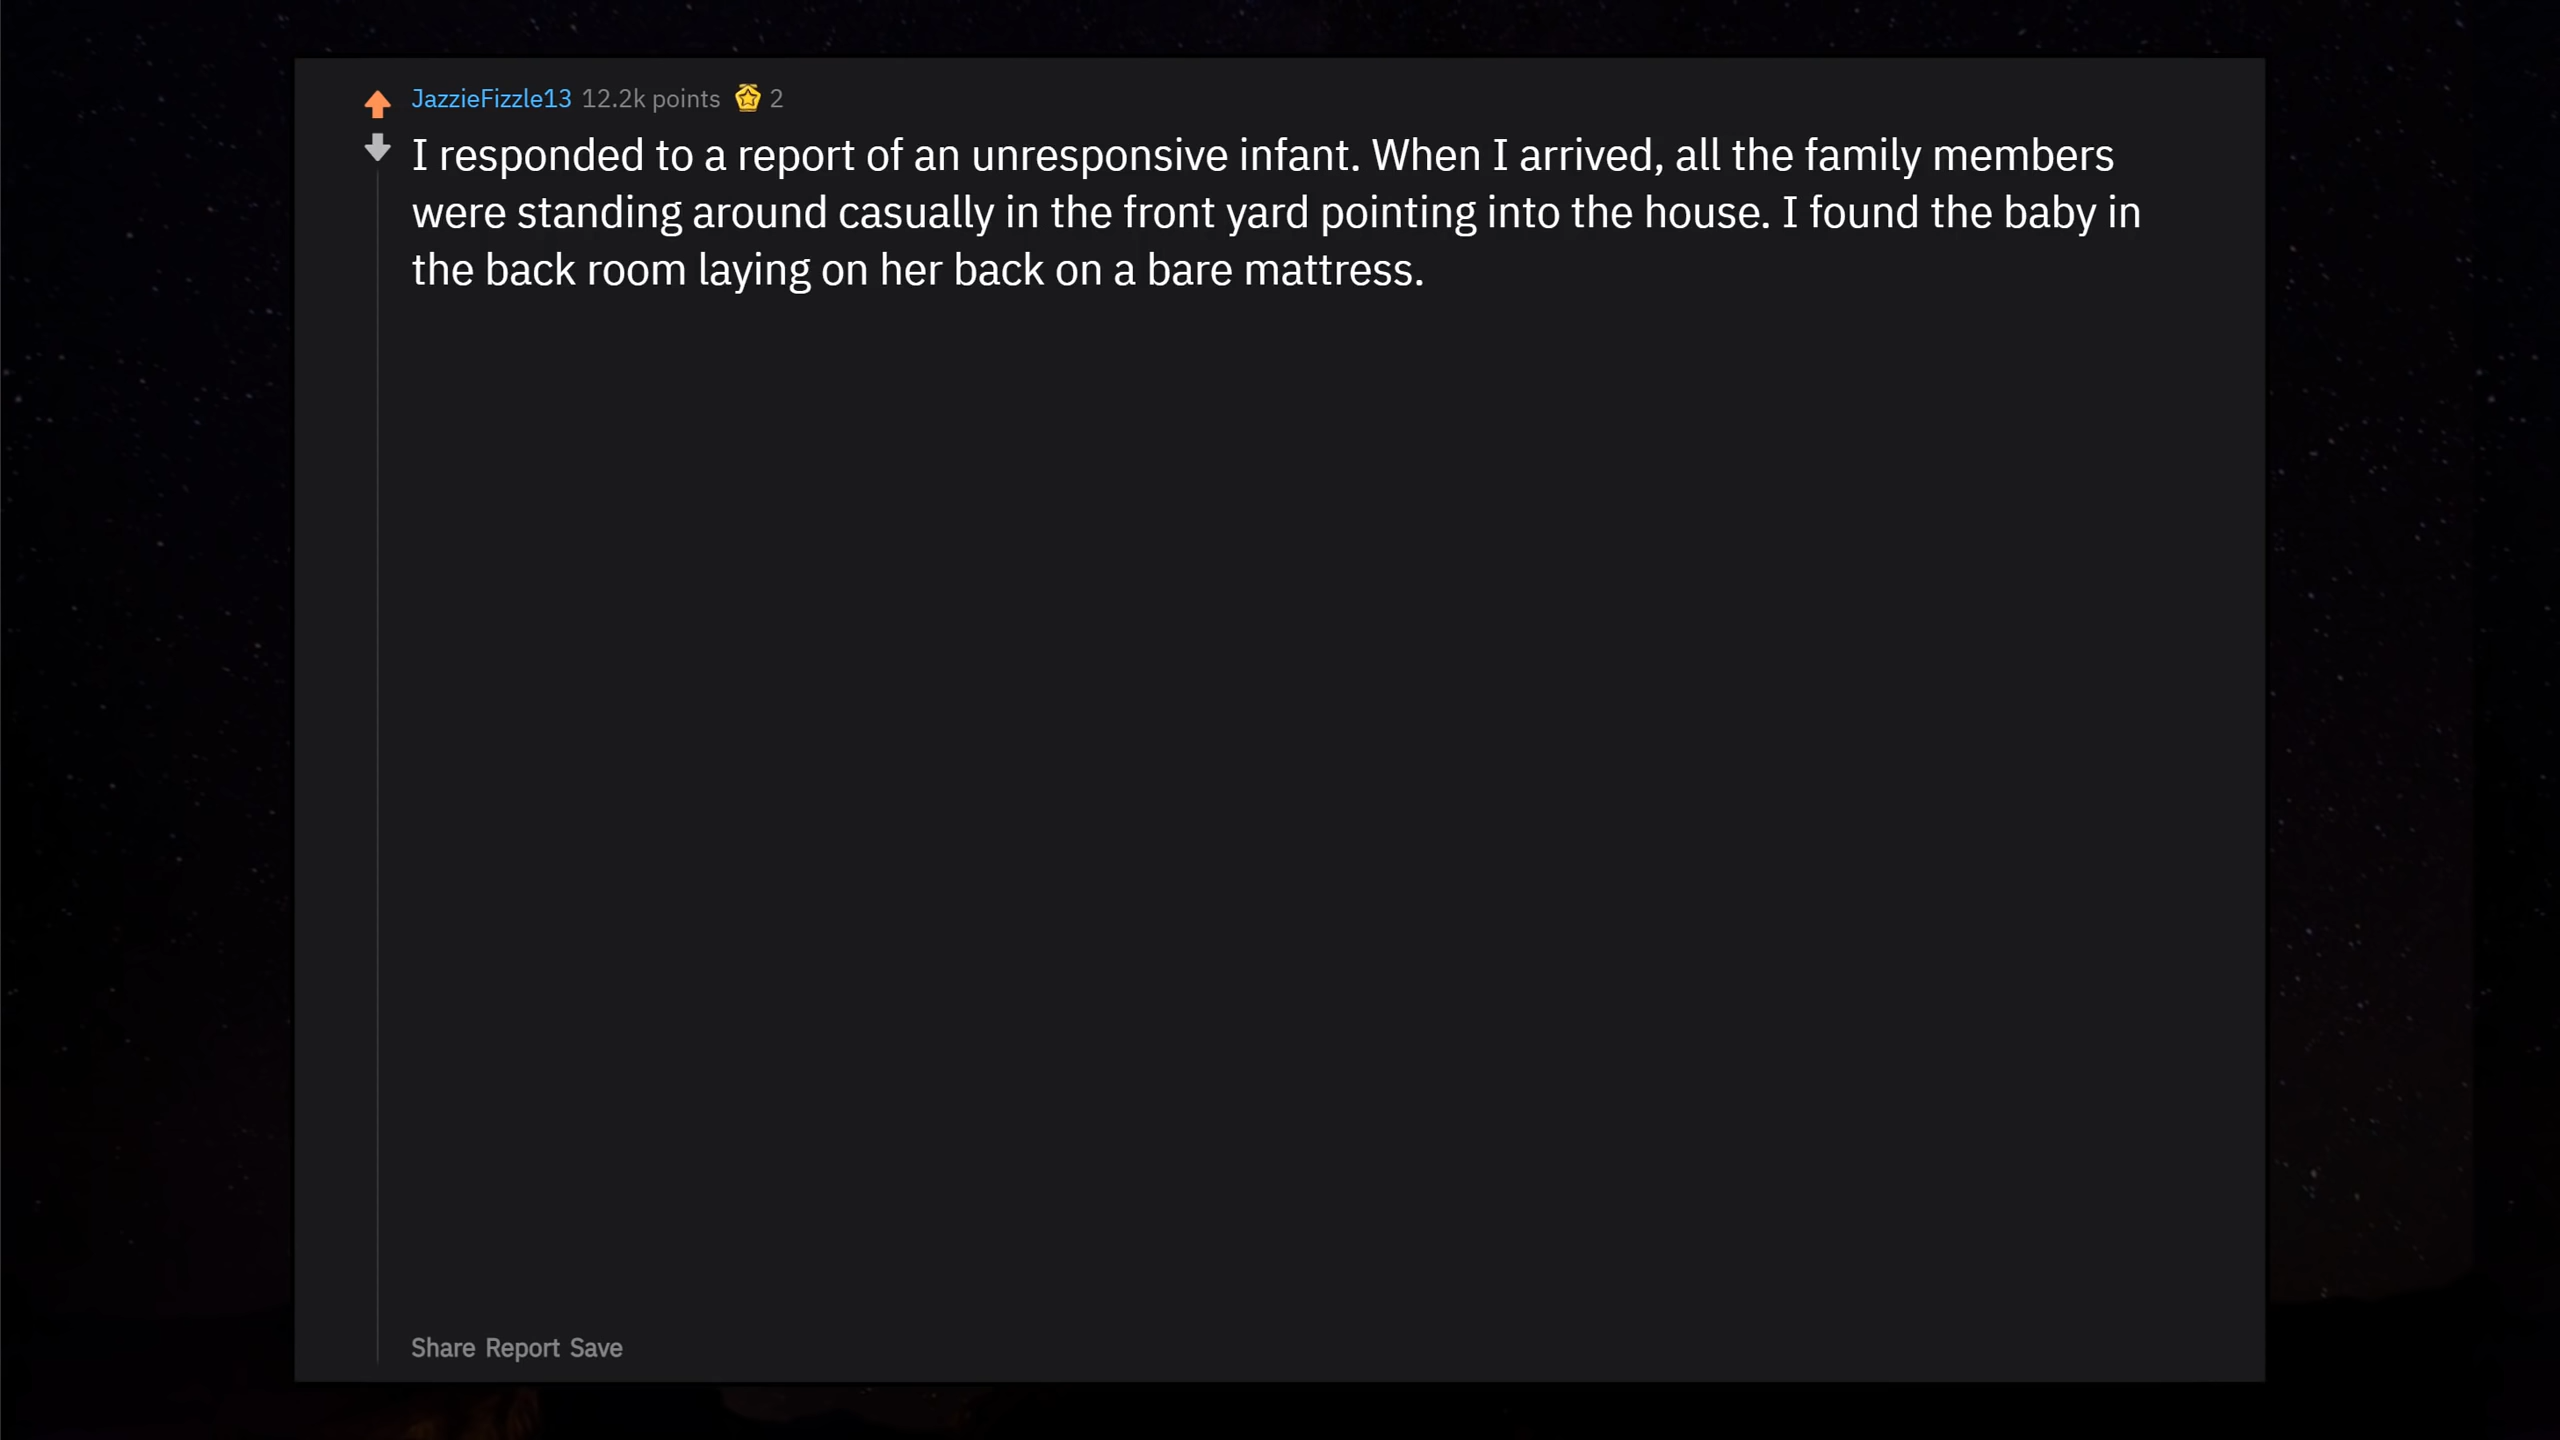 JazzieFizzle13 12.2k points 2
I responded to a report of an unresponsive infant. When I arrived, all the family members
were standing around casually in the front yard pointing into the house. I found the baby in
the back room laying on her back on a bare mattress.
Share Report Save